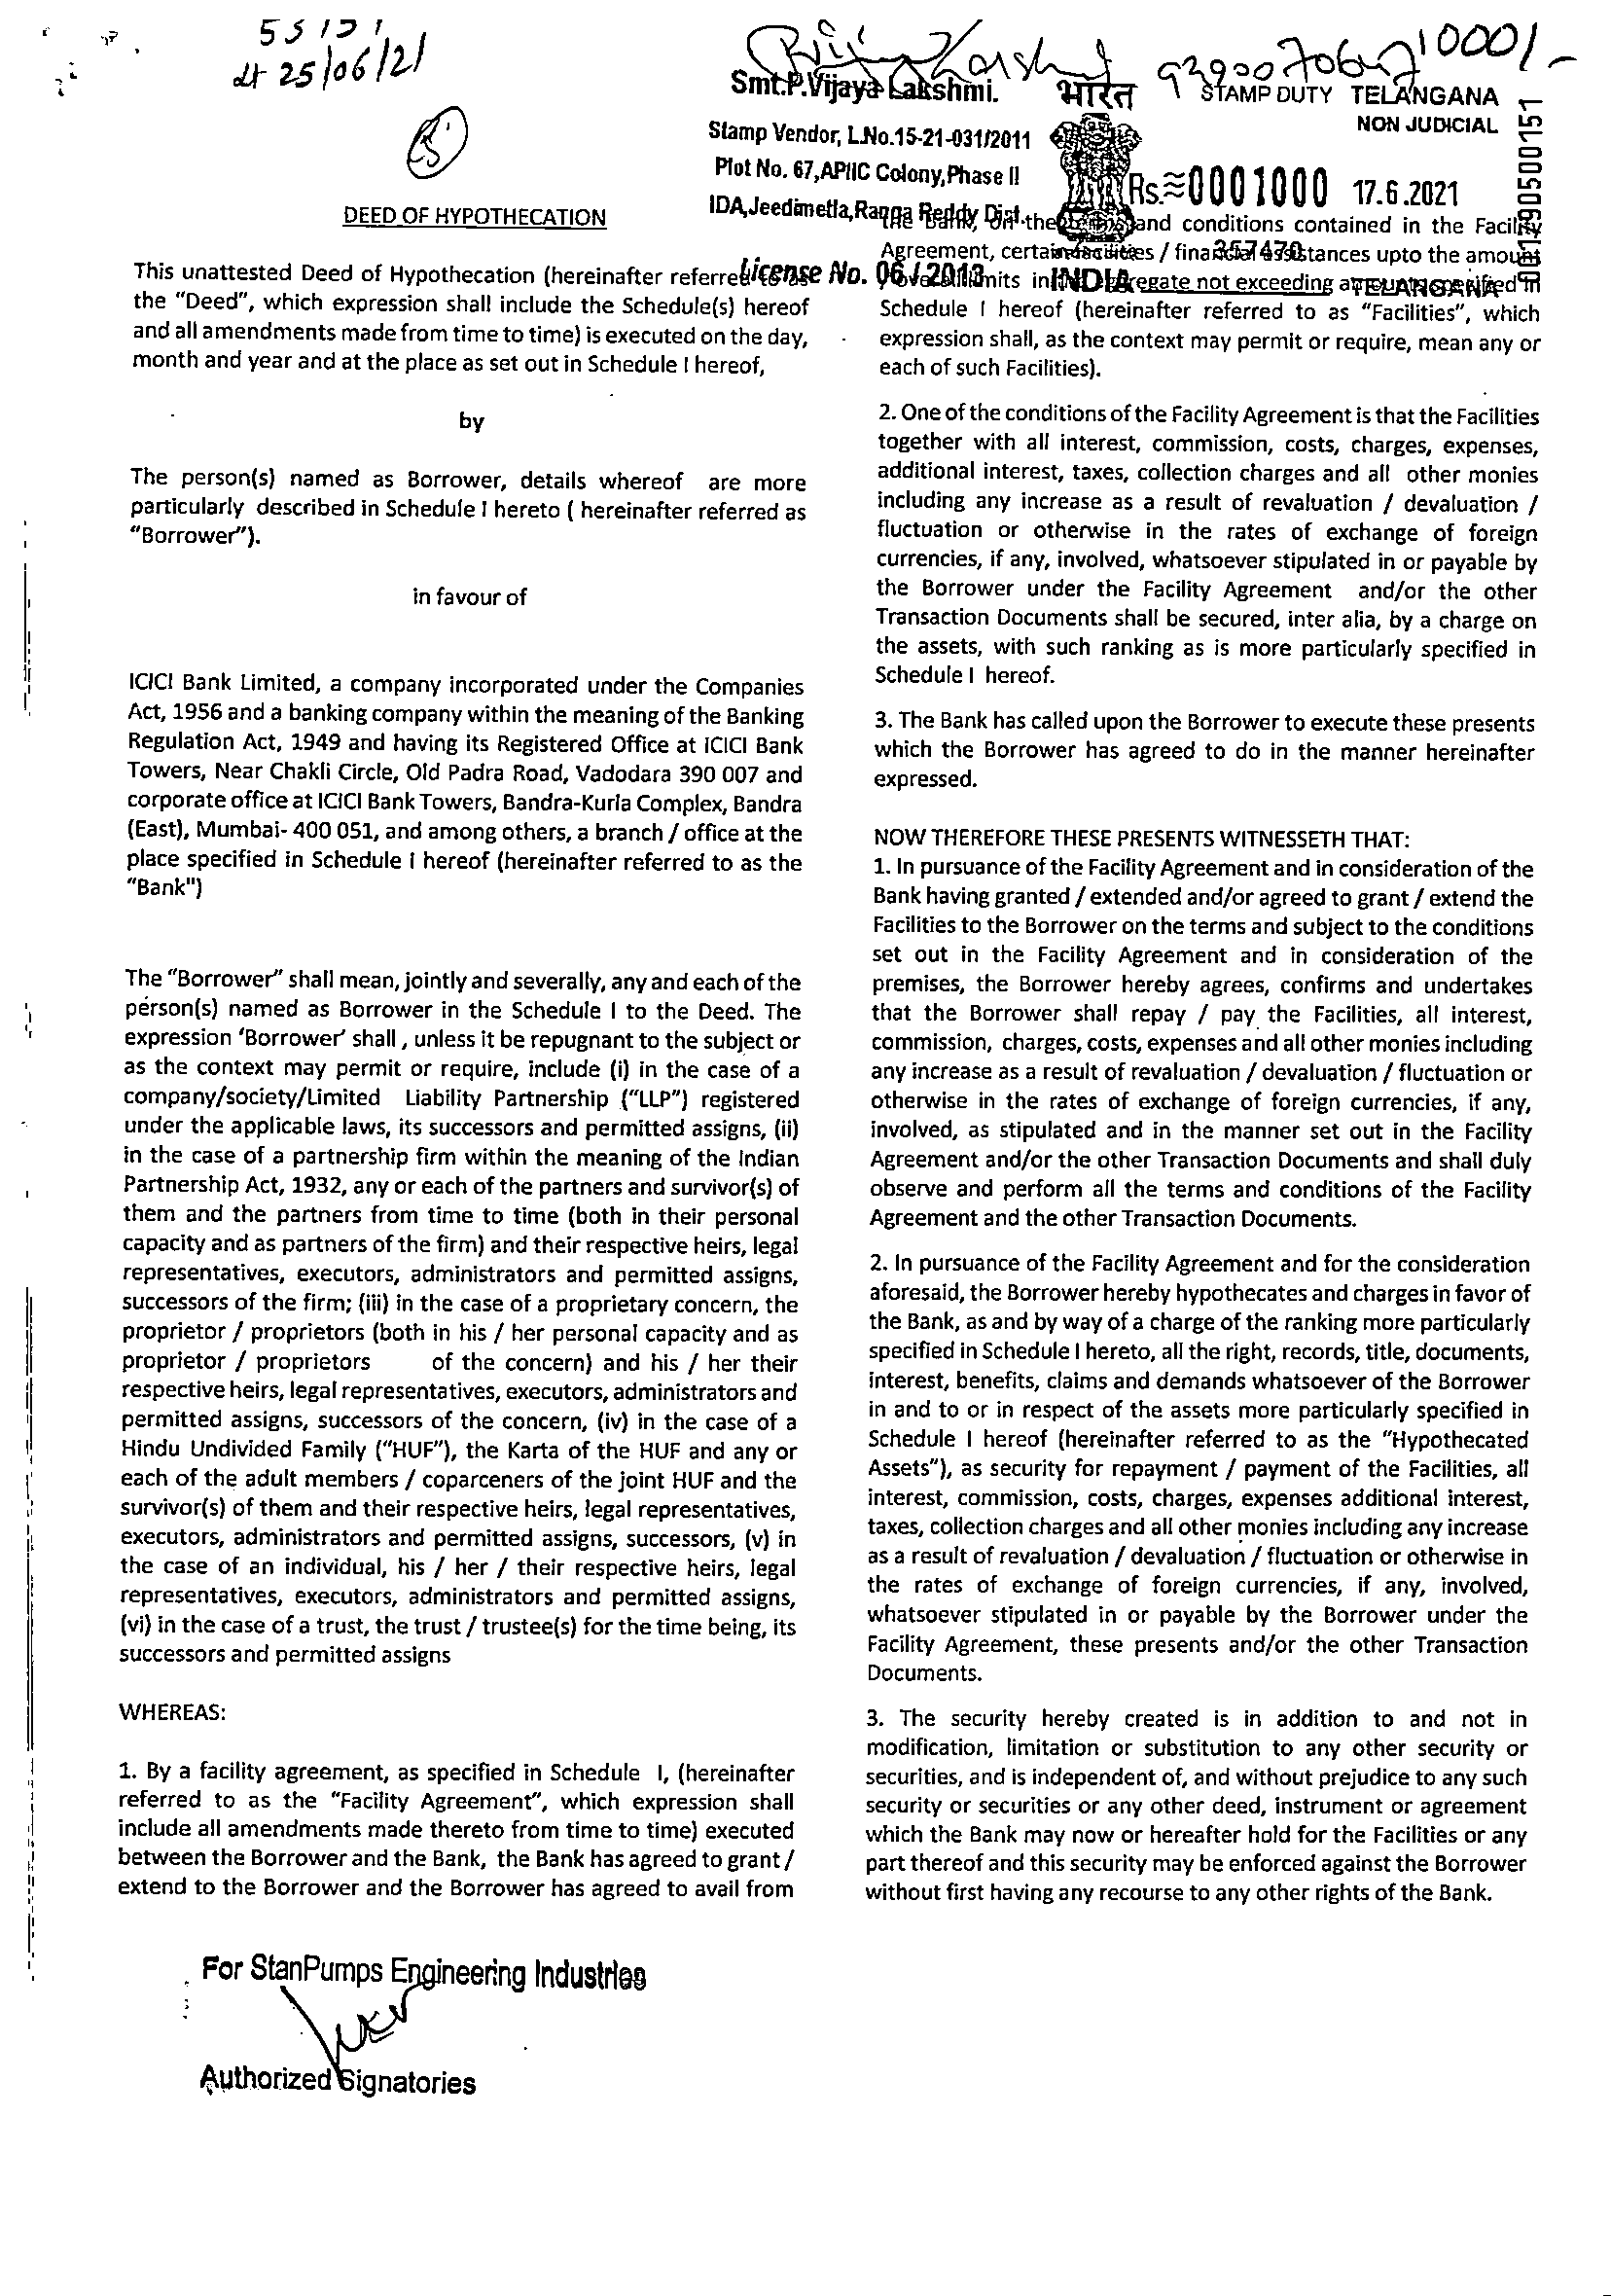 25/06/21
1000/-
Smt.P.Vijaya Lakshmi.
Stamp Vendor, L.No.15-21-031/2011
Plot No. 67,APIIC Colony,Phase II
IDA,Jeedimetla,Ranga Reddy Dist.
License No. 06 / 2013
भारत
INDIA
STAMP DUTY TELANGANA
NON JUDICIAL
Rs.≈0001000 17.6.2021
357470
TELANGANA
DEED OF HYPOTHECATION
This unattested Deed of Hypothecation (hereinafter referred to as
the "Deed", which expression shall include the Schedule(s) hereof
and all amendments made from time to time) is executed on the day,
month and year and at the place as set out in Schedule I hereof,
by
The person(s) named as Borrower, details whereof are more
particularly described in Schedule I hereto ( hereinafter referred as
"Borrower").
in favour of
ICICI Bank Limited, a company incorporated under the Companies
Act, 1956 and a banking company within the meaning of the Banking
Regulation Act, 1949 and having its Registered Office at ICICI Bank
Towers, Near Chakli Circle, Old Padra Road, Vadodara 390 007 and
corporate office at ICICI Bank Towers, Bandra-Kurla Complex, Bandra
(East), Mumbai- 400 051, and among others, a branch / office at the
place specified in Schedule I hereof (hereinafter referred to as the
"Bank")
The "Borrower" shall mean, jointly and severally, any and each of the
person(s) named as Borrower in the Schedule I to the Deed. The
expression 'Borrower' shall , unless it be repugnant to the subject or
as the context may permit or require, include (i) in the case of a
company/society/Limited Liability Partnership ("LLP") registered
under the applicable laws, its successors and permitted assigns, (ii)
in the case of a partnership firm within the meaning of the Indian
Partnership Act, 1932, any or each of the partners and survivor(s) of
them and the partners from time to time (both in their personal
capacity and as partners of the firm) and their respective heirs, legal
representatives, executors, administrators and permitted assigns,
successors of the firm; (iii) in the case of a proprietary concern, the
proprietor / proprietors (both in his / her personal capacity and as
proprietor / proprietors of the concern) and his / her their
respective heirs, legal representatives, executors, administrators and
permitted assigns, successors of the concern, (iv) in the case of a
Hindu Undivided Family ("HUF"), the Karta of the HUF and any or
each of the adult members / coparceners of the joint HUF and the
survivor(s) of them and their respective heirs, legal representatives,
executors, administrators and permitted assigns, successors, (v) in
the case of an individual, his / her / their respective heirs, legal
representatives, executors, administrators and permitted assigns,
(vi) in the case of a trust, the trust / trustee(s) for the time being, its
successors and permitted assigns
WHEREAS:
1. By a facility agreement, as specified in Schedule I, (hereinafter
referred to as the "Facility Agreement", which expression shall
include all amendments made thereto from time to time) executed
between the Borrower and the Bank, the Bank has agreed to grant /
extend to the Borrower and the Borrower has agreed to avail from
the Bank, on the terms and conditions contained in the Facility
Agreement, certain facilities / financial assistances upto the amount
limits in the aggregate not exceeding amounts specified in
Schedule I hereof (hereinafter referred to as "Facilities", which
expression shall, as the context may permit or require, mean any or
each of such Facilities).
2. One of the conditions of the Facility Agreement is that the Facilities
together with all interest, commission, costs, charges, expenses,
additional interest, taxes, collection charges and all other monies
including any increase as a result of revaluation / devaluation /
fluctuation or otherwise in the rates of exchange of foreign
currencies, if any, involved, whatsoever stipulated in or payable by
the Borrower under the Facility Agreement and/or the other
Transaction Documents shall be secured, inter alia, by a charge on
the assets, with such ranking as is more particularly specified in
Schedule I hereof.
3. The Bank has called upon the Borrower to execute these presents
which the Borrower has agreed to do in the manner hereinafter
expressed.
NOW THEREFORE THESE PRESENTS WITNESSETH THAT:
1. In pursuance of the Facility Agreement and in consideration of the
Bank having granted / extended and/or agreed to grant / extend the
Facilities to the Borrower on the terms and subject to the conditions
set out in the Facility Agreement and in consideration of the
premises, the Borrower hereby agrees, confirms and undertakes
that the Borrower shall repay / pay the Facilities, all interest,
commission, charges, costs, expenses and all other monies including
any increase as a result of revaluation / devaluation / fluctuation or
otherwise in the rates of exchange of foreign currencies, if any,
involved, as stipulated and in the manner set out in the Facility
Agreement and/or the other Transaction Documents and shall duly
observe and perform all the terms and conditions of the Facility
Agreement and the other Transaction Documents.
2. In pursuance of the Facility Agreement and for the consideration
aforesaid, the Borrower hereby hypothecates and charges in favor of
the Bank, as and by way of a charge of the ranking more particularly
specified in Schedule I hereto, all the right, records, title, documents,
interest, benefits, claims and demands whatsoever of the Borrower
in and to or in respect of the assets more particularly specified in
Schedule I hereof (hereinafter referred to as the "Hypothecated
Assets"), as security for repayment / payment of the Facilities, all
interest, commission, costs, charges, expenses additional interest,
taxes, collection charges and all other monies including any increase
as a result of revaluation / devaluation / fluctuation or otherwise in
the rates of exchange of foreign currencies, if any, involved,
whatsoever stipulated in or payable by the Borrower under the
Facility Agreement, these presents and/or the other Transaction
Documents.
3. The security hereby created is in addition to and not in
modification, limitation or substitution to any other security or
securities, and is independent of, and without prejudice to any such
security or securities or any other deed, instrument or agreement
which the Bank may now or hereafter hold for the Facilities or any
part thereof and this security may be enforced against the Borrower
without first having any recourse to any other rights of the Bank.
For StanPumps Engineering Industries
Authorized Signatories